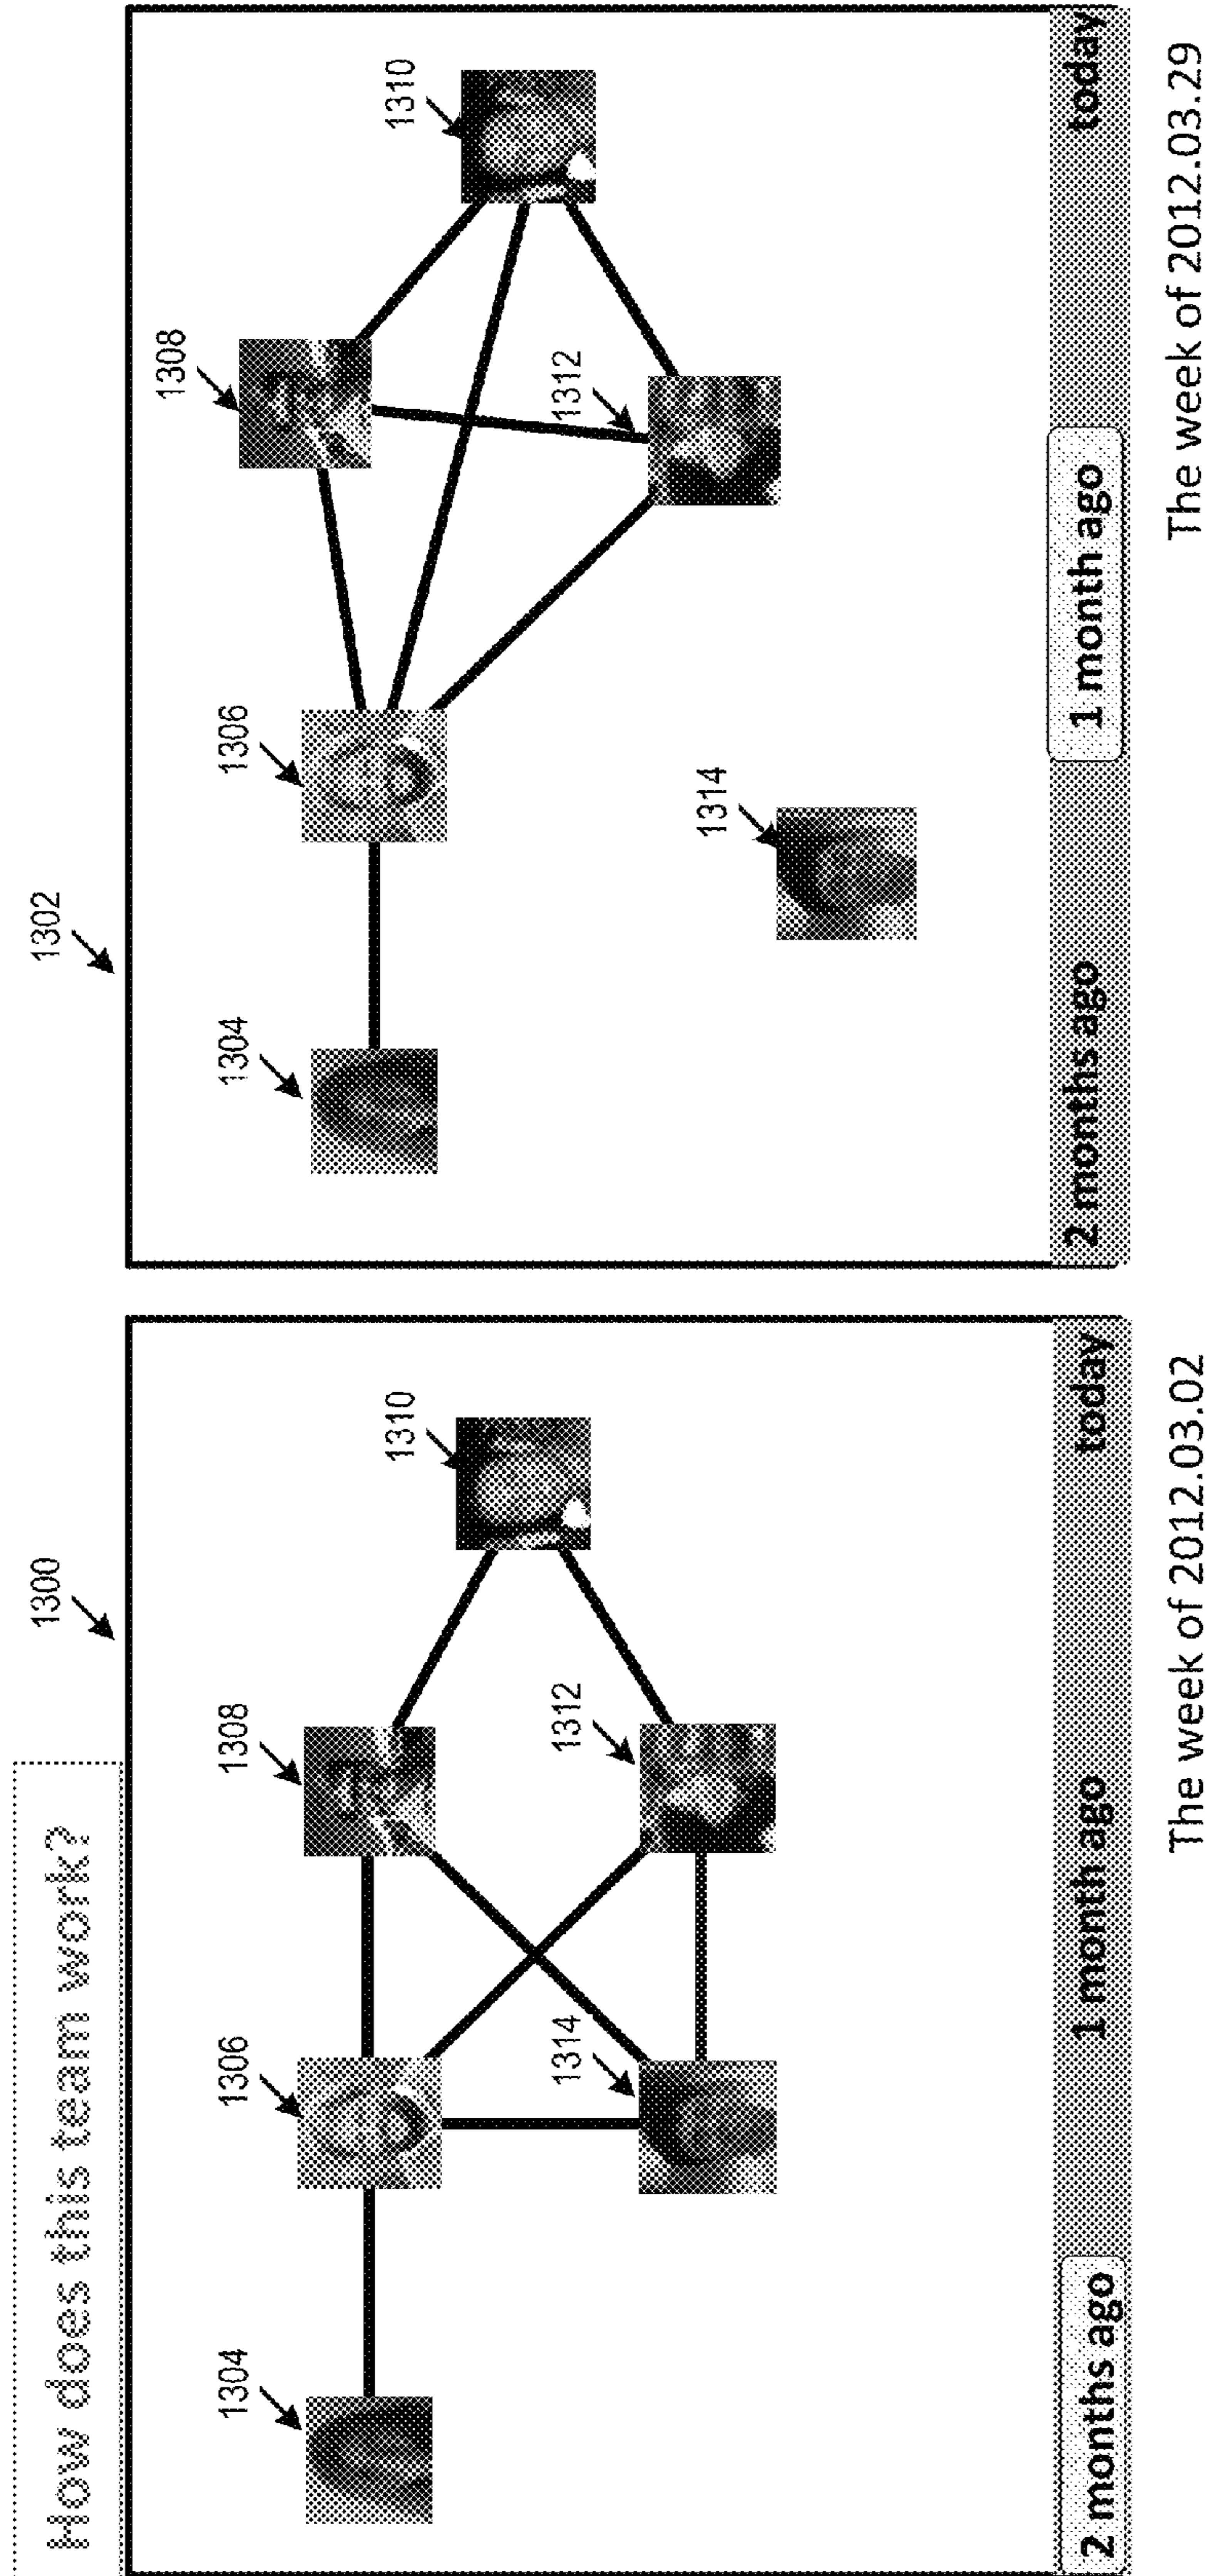 How does this team work?
1300
1304
1306
1308
1310
1312
1314
2 months ago
1 month ago
today
The week of 2012.03.02
1302
1304
1306
1308
1310
1312
1314
2 months ago
1 month ago
today
The week of 2012.03.29